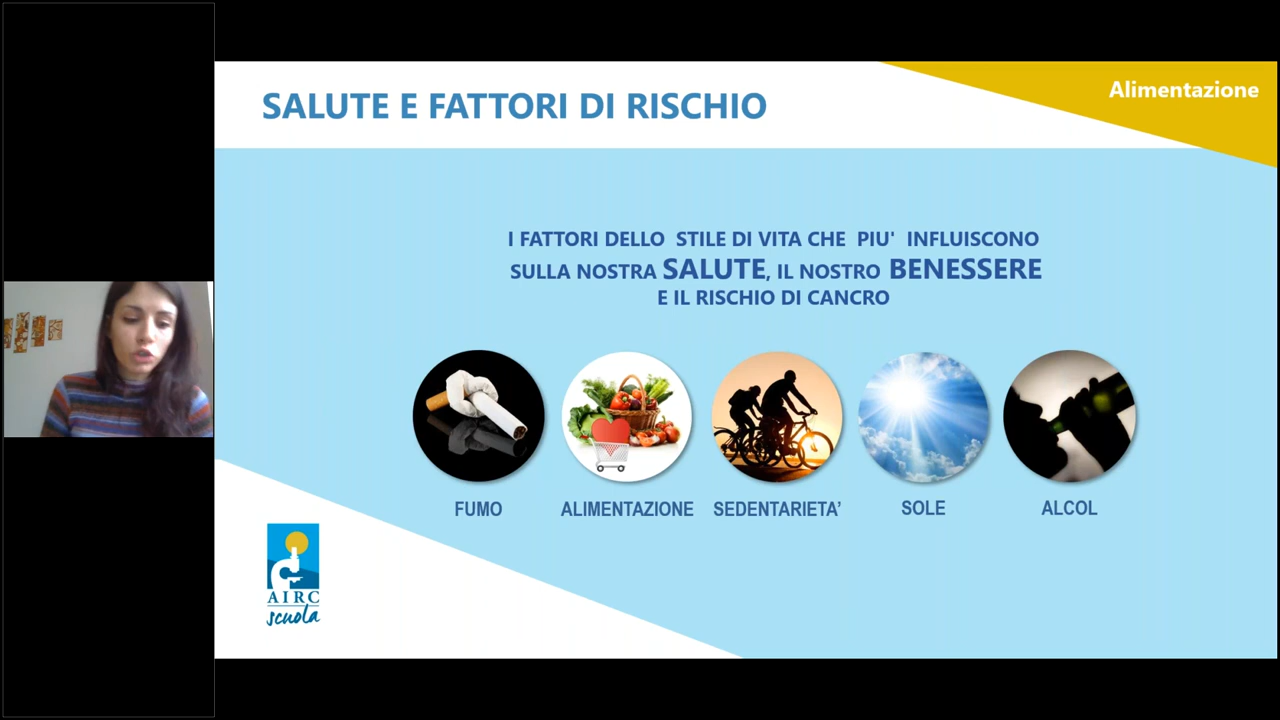 SALUTE E FATTORI DI RISCHIO
Alimentazione
I FATTORI DELLO STILE DI VITA CHE PIU' INFLUISCONO
SULLA NOSTRA SALUTE, IL NOSTRO BENESSERE
E IL RISCHIO DI CANCRO
FUMO
ALIMENTAZIONE
SEDENTARIETA’
SOLE
ALCOL
AIRC
scuola